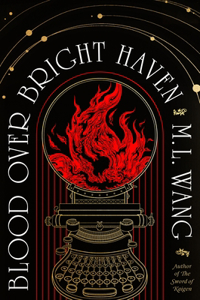 BLOOD OVER BRIGHT HAVEN
M. L. WANG
Author of
The Sword of
Kaigen